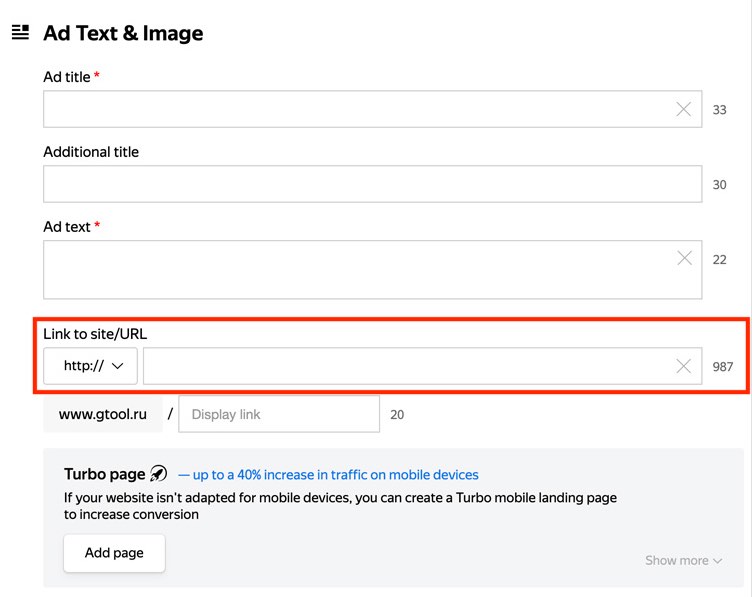 Ad Text & Image
Ad title *
33
Additional title
30
Ad text *
22
Link to site/URL
http://
987
www.gtool.ru / Display link 20
Turbo page — up to a 40% increase in traffic on mobile devices
If your website isn't adapted for mobile devices, you can create a Turbo mobile landing page
to increase conversion
Add page
Show more